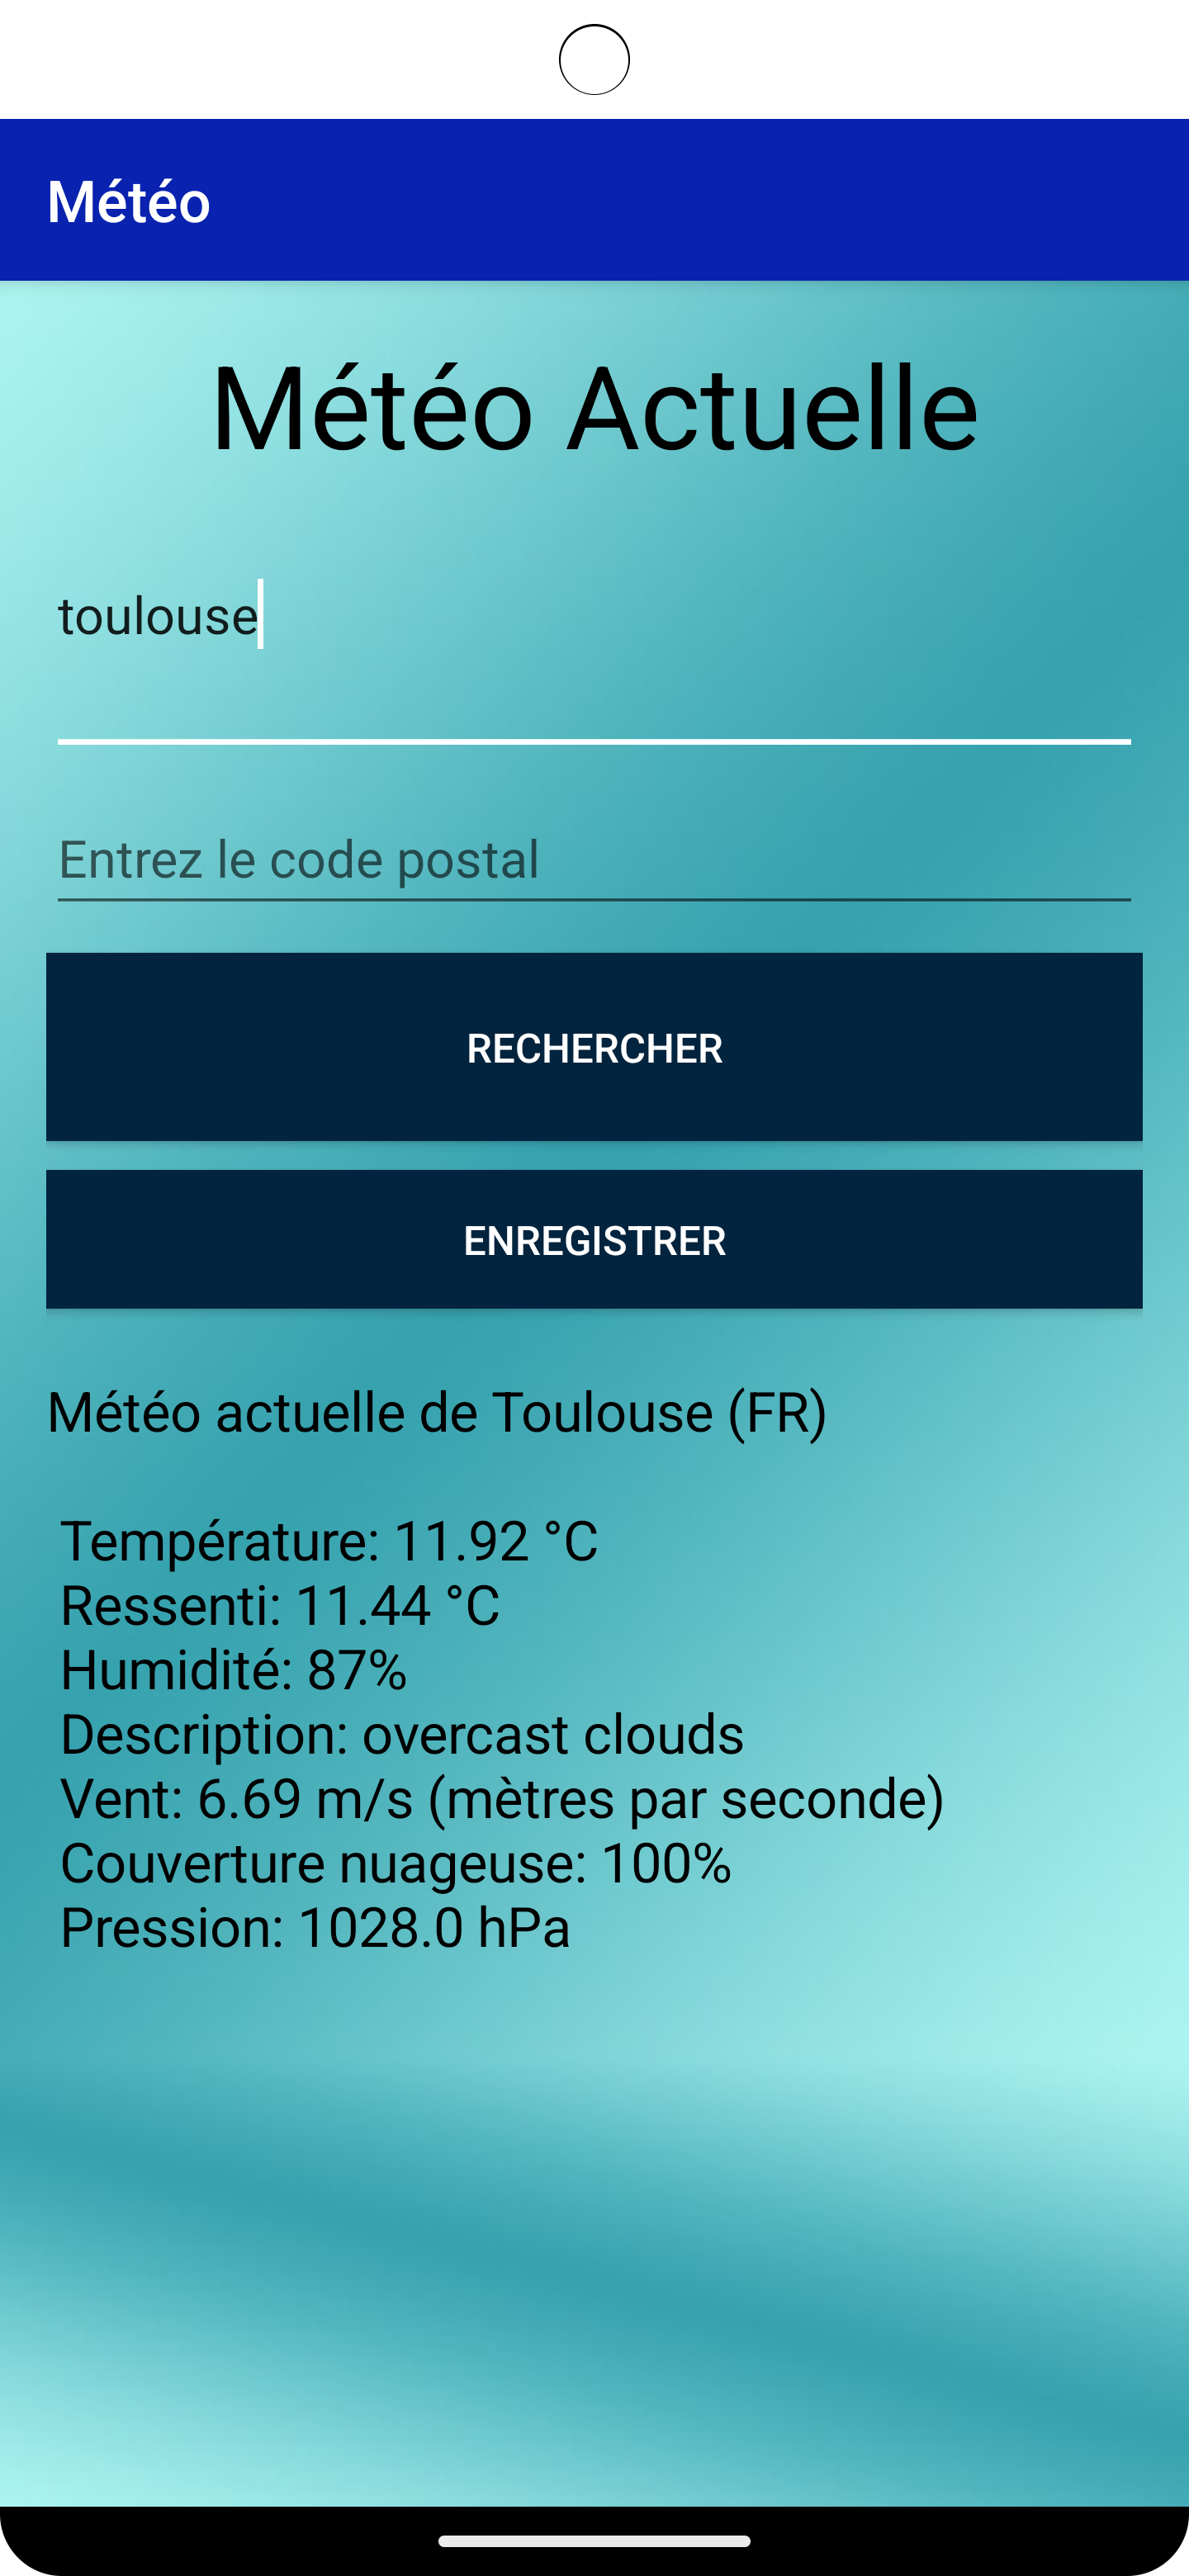 Météo
Météo Actuelle
toulouse
Entrez le code postal
RECHERCHER
ENREGISTRER
Météo actuelle de Toulouse (FR)
Température: 11.92 °C
Ressenti: 11.44 °C
Humidité: 87%
Description: overcast clouds
Vent: 6.69 m/s (mètres par seconde)
Couverture nuageuse: 100%
Pression: 1028.0 hPa